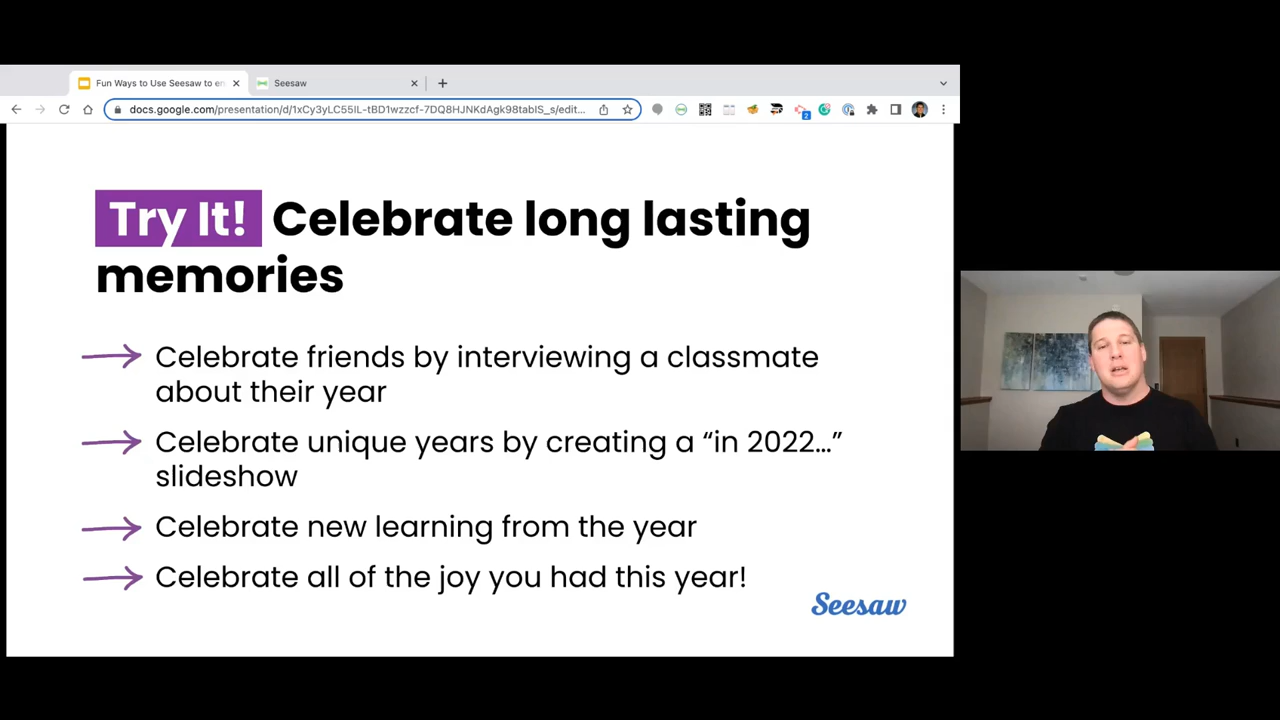 Fun Ways to Use Seesaw to en
Seesaw
docs.google.com/presentation/d/1xCy3yLC55IL-tBD1wzzcf-7DQ8HJNKdAgk98tabIS_s/edit...
2
Try It! Celebrate long lasting
memories
Celebrate friends by interviewing a classmate
about their year
Celebrate unique years by creating a “in 2022...”
slideshow
Celebrate new learning from the year
Celebrate all of the joy you had this year!
Seesaw